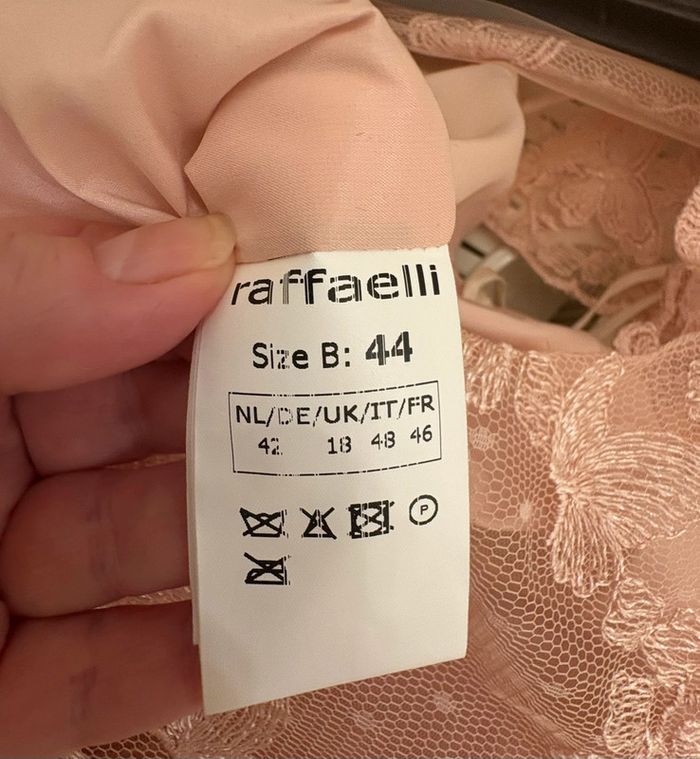 raffaelli
Size B: 44
NL/DE/UK/IT/FR
42 18 48 46
P